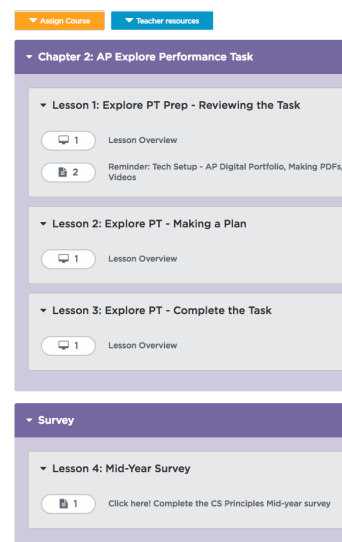 Assign Course
Teacher resources
Chapter 2: AP Explore Performance Task
Lesson 1: Explore PT Prep - Reviewing the Task
1
Lesson Overview
2
Reminder: Tech Setup - AP Digital Portfolio, Making PDFs,
Videos
Lesson 2: Explore PT - Making a Plan
1
Lesson Overview
Lesson 3: Explore PT - Complete the Task
1
Lesson Overview
Survey
Lesson 4: Mid-Year Survey
1
Click here! Complete the CS Principles Mid-year survey